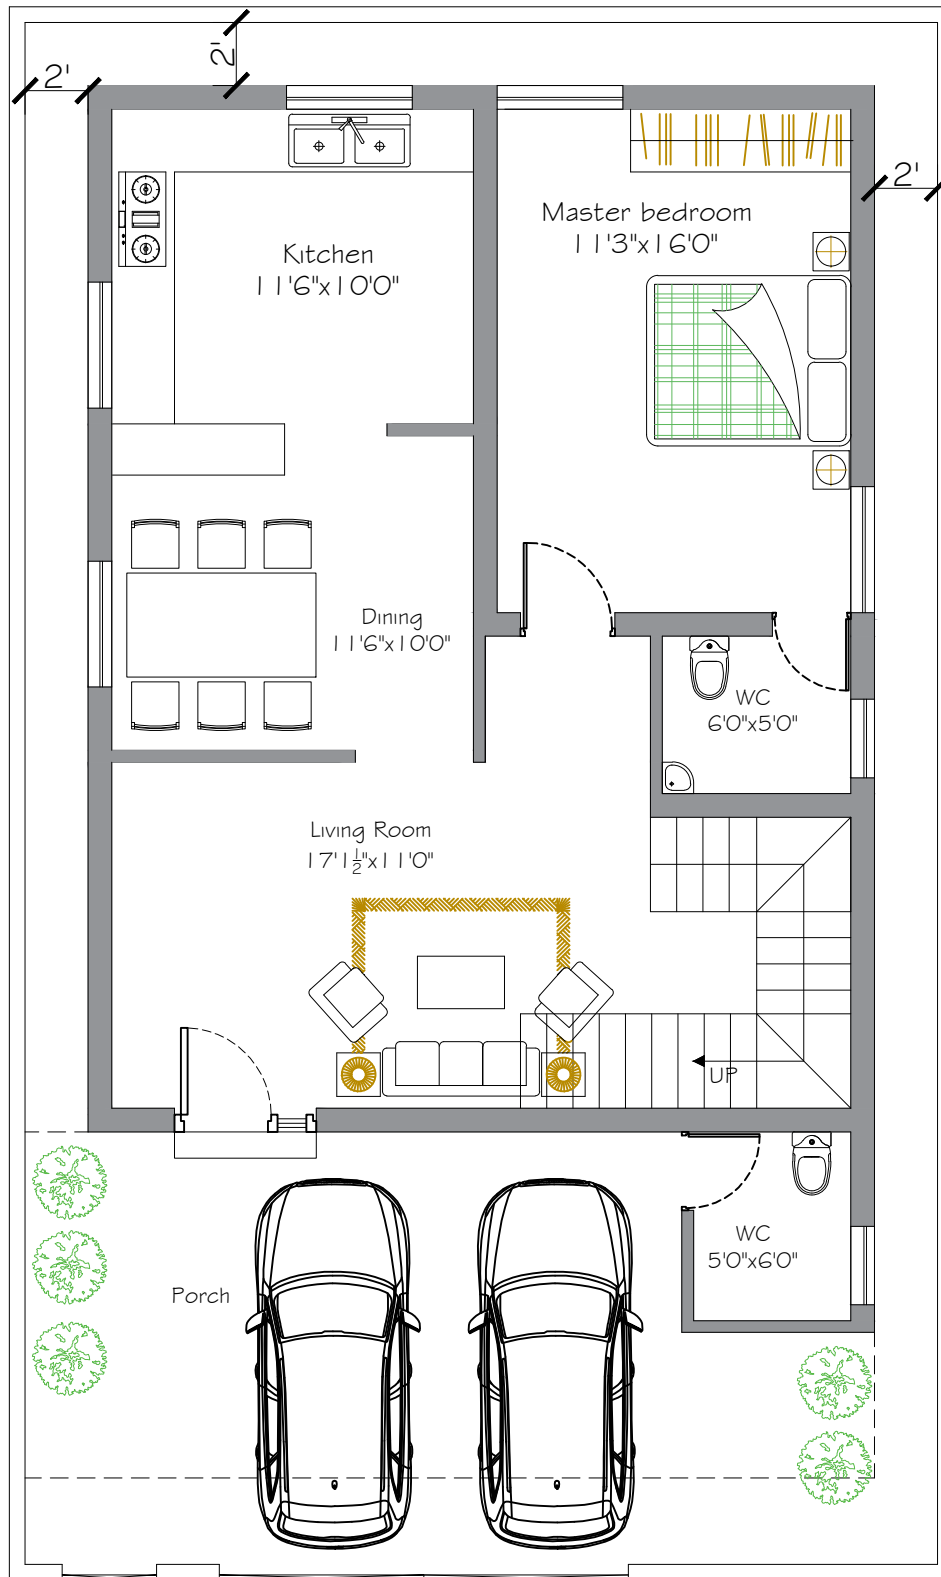 2'
2'
2'
Master bedroom
11'3"x16'0"
Kitchen
11'6"x10'0"
Dining
11'6"x10'0"
WC
6'0"x5'0"
Living Room
17'1½"x11'0"
UP
WC
5'0"x6'0"
Porch